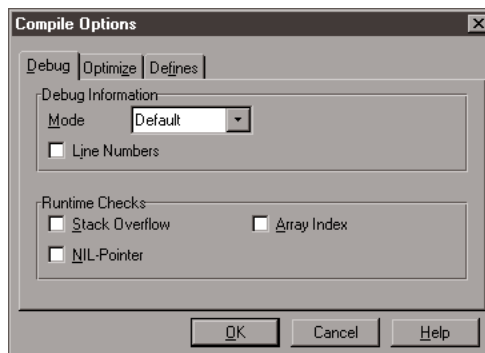 Compile Options
Debug Optimize Defines
Debug Information
Mode Default
Line Numbers
Runtime Checks
Stack Overflow Array Index
NIL-Pointer
OK Cancel Help